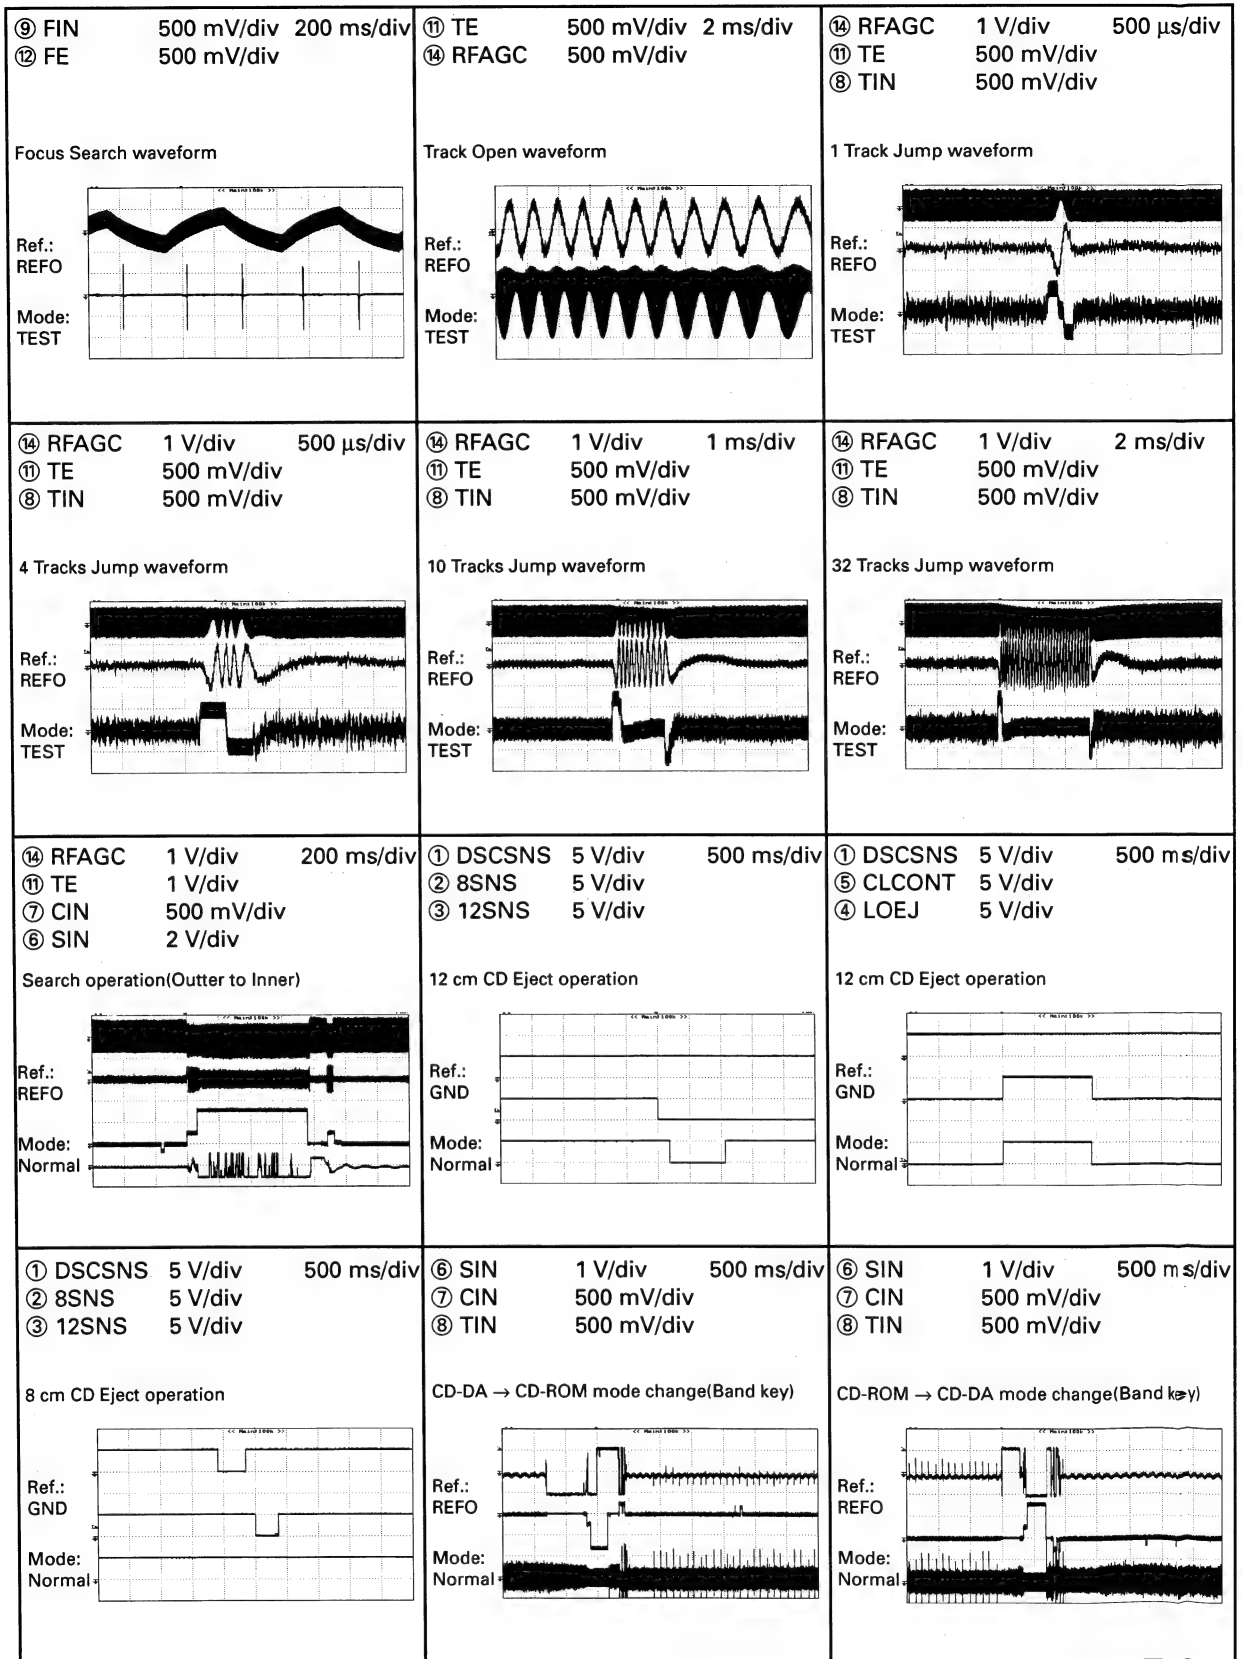 ⑨ FIN 500 mV/div 200 ms/div
⑫ FE 500 mV/div
Focus Search waveform
Ref.:
REFO
Mode:
TEST
⑪ TE 500 mV/div 2 ms/div
⑭ RFAGC 500 mV/div
Track Open waveform
Ref.:
REFO
Mode:
TEST
⑭ RFAGC 1 V/div 500 µs/div
⑪ TE 500 mV/div
⑧ TIN 500 mV/div
1 Track Jump waveform
Ref.:
REFO
Mode:
TEST
⑭ RFAGC 1 V/div 500 µs/div
⑪ TE 500 mV/div
⑧ TIN 500 mV/div
4 Tracks Jump waveform
Ref.:
REFO
Mode:
TEST
⑭ RFAGC 1 V/div 1 ms/div
⑪ TE 500 mV/div
⑧ TIN 500 mV/div
10 Tracks Jump waveform
Ref.:
REFO
Mode:
TEST
⑭ RFAGC 1 V/div 2 ms/div
⑪ TE 500 mV/div
⑧ TIN 500 mV/div
32 Tracks Jump waveform
Ref.:
REFO
Mode:
TEST
⑭ RFAGC 1 V/div 200 ms/div
⑪ TE 1 V/div
⑦ CIN 500 mV/div
⑥ SIN 2 V/div
Search operation(Outter to Inner)
Ref.:
REFO
Mode:
Normal
① DSCSNS 5 V/div 500 ms/div
② 8SNS 5 V/div
③ 12SNS 5 V/div
12 cm CD Eject operation
Ref.:
GND
Mode:
Normal
① DSCSNS 5 V/div 500 ms/div
⑤ CLCONT 5 V/div
④ LOEJ 5 V/div
12 cm CD Eject operation
Ref.:
GND
Mode:
Normal
① DSCSNS 5 V/div 500 ms/div
② 8SNS 5 V/div
③ 12SNS 5 V/div
8 cm CD Eject operation
Ref.:
GND
Mode:
Normal
⑥ SIN 1 V/div 500 ms/div
⑦ CIN 500 mV/div
⑧ TIN 500 mV/div
CD-DA → CD-ROM mode change(Band key)
Ref.:
REFO
Mode:
Normal
⑥ SIN 1 V/div 500 ms/div
⑦ CIN 500 mV/div
⑧ TIN 500 mV/div
CD-ROM → CD-DA mode change(Band key)
Ref.:
REFO
Mode:
Normal